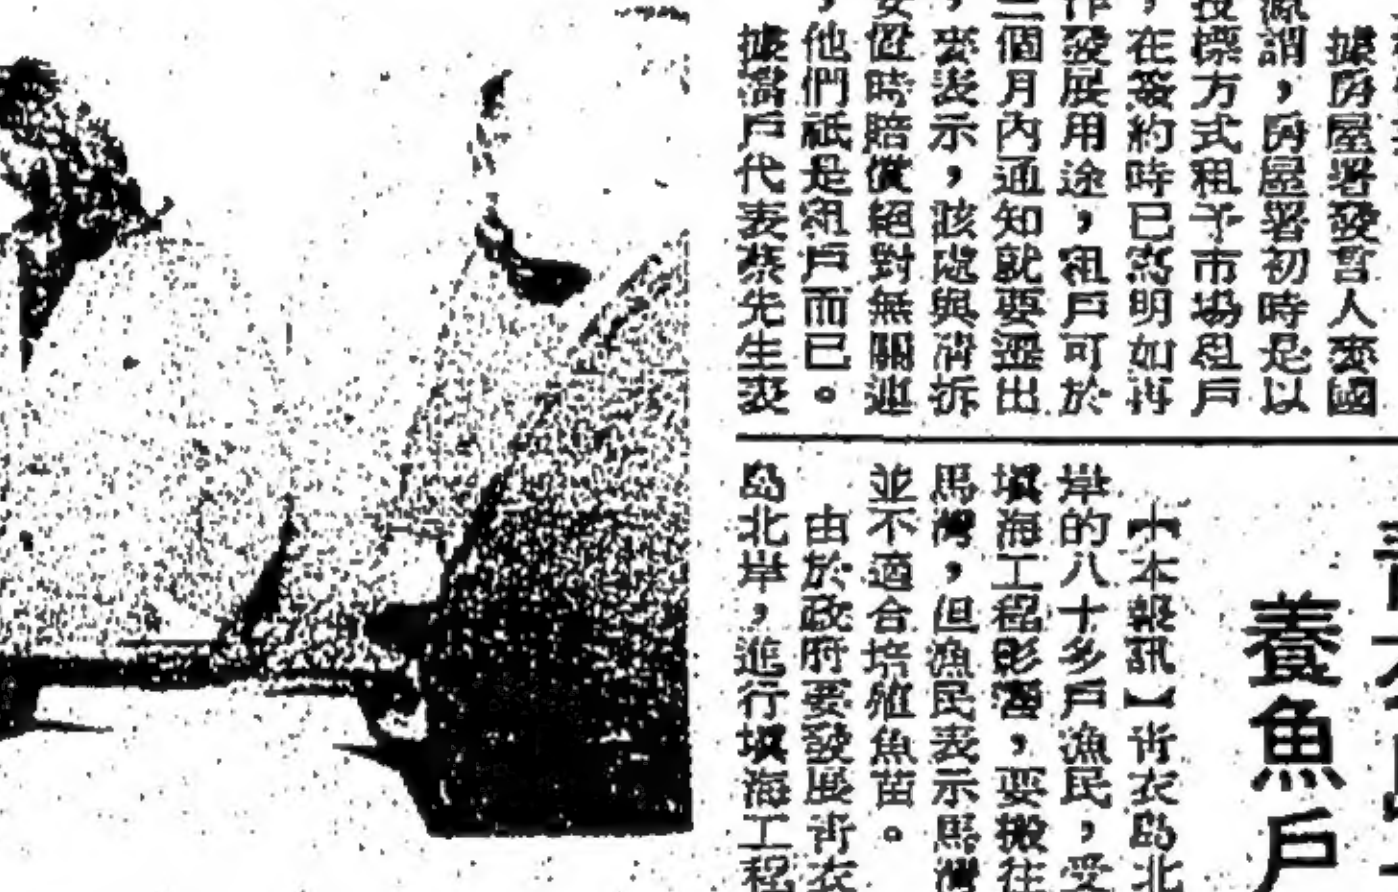 據房屋署發言人麥國
源謂，房屋署初時是以
投標方式租予市場租戶
，在簽約時已寫明如再
作發展用途，租戶可於
三個月內通知就要遷出
，麥表示，該處與清拆
安置時賠償絕對無關連
，他們祇是租戶而已。
據檔戶代表蔡先生表
養魚戶
【本報訊】青衣島北
岸的八十多戶漁民，受
填海工程影響，要搬往
馬灣，但漁民表示馬灣
並不適合培殖魚苗。
由於政府要發展青衣
島北岸，進行填海工程